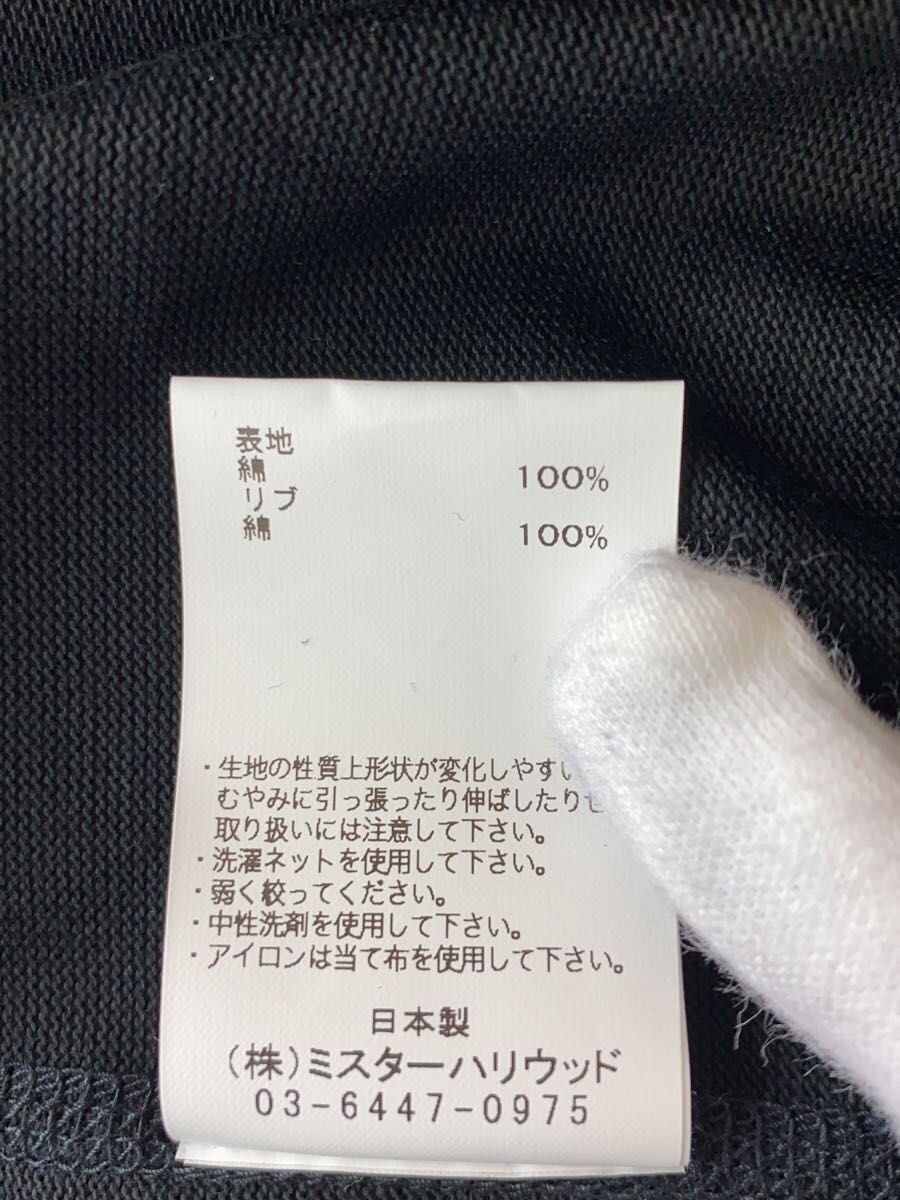 表地
綿 100%
リブ
綿 100%
・生地の性質上形状が変化しやすい
むやみに引っ張ったり伸ばしたりせ
取り扱いには注意して下さい。
・洗濯ネットを使用して下さい。
・弱く絞ってください。
・中性洗剤を使用して下さい。
・アイロンは当て布を使用して下さい。
日本製
(株)ミスターハリウッド
03-6447-0975